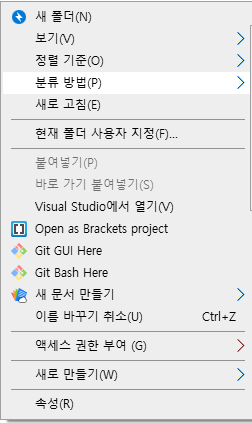 새 폴더(N)
보기(V)
정렬 기준(O)
분류 방법(P)
새로 고침(E)
현재 폴더 사용자 지정(F)...
붙여넣기(P)
바로 가기 붙여넣기(S)
Visual Studio에서 열기(V)
Open as Brackets project
Git GUI Here
Git Bash Here
새 문서 만들기
이름 바꾸기 취소(U) Ctrl+Z
액세스 권한 부여 (G)
새로 만들기(W)
속성(R)